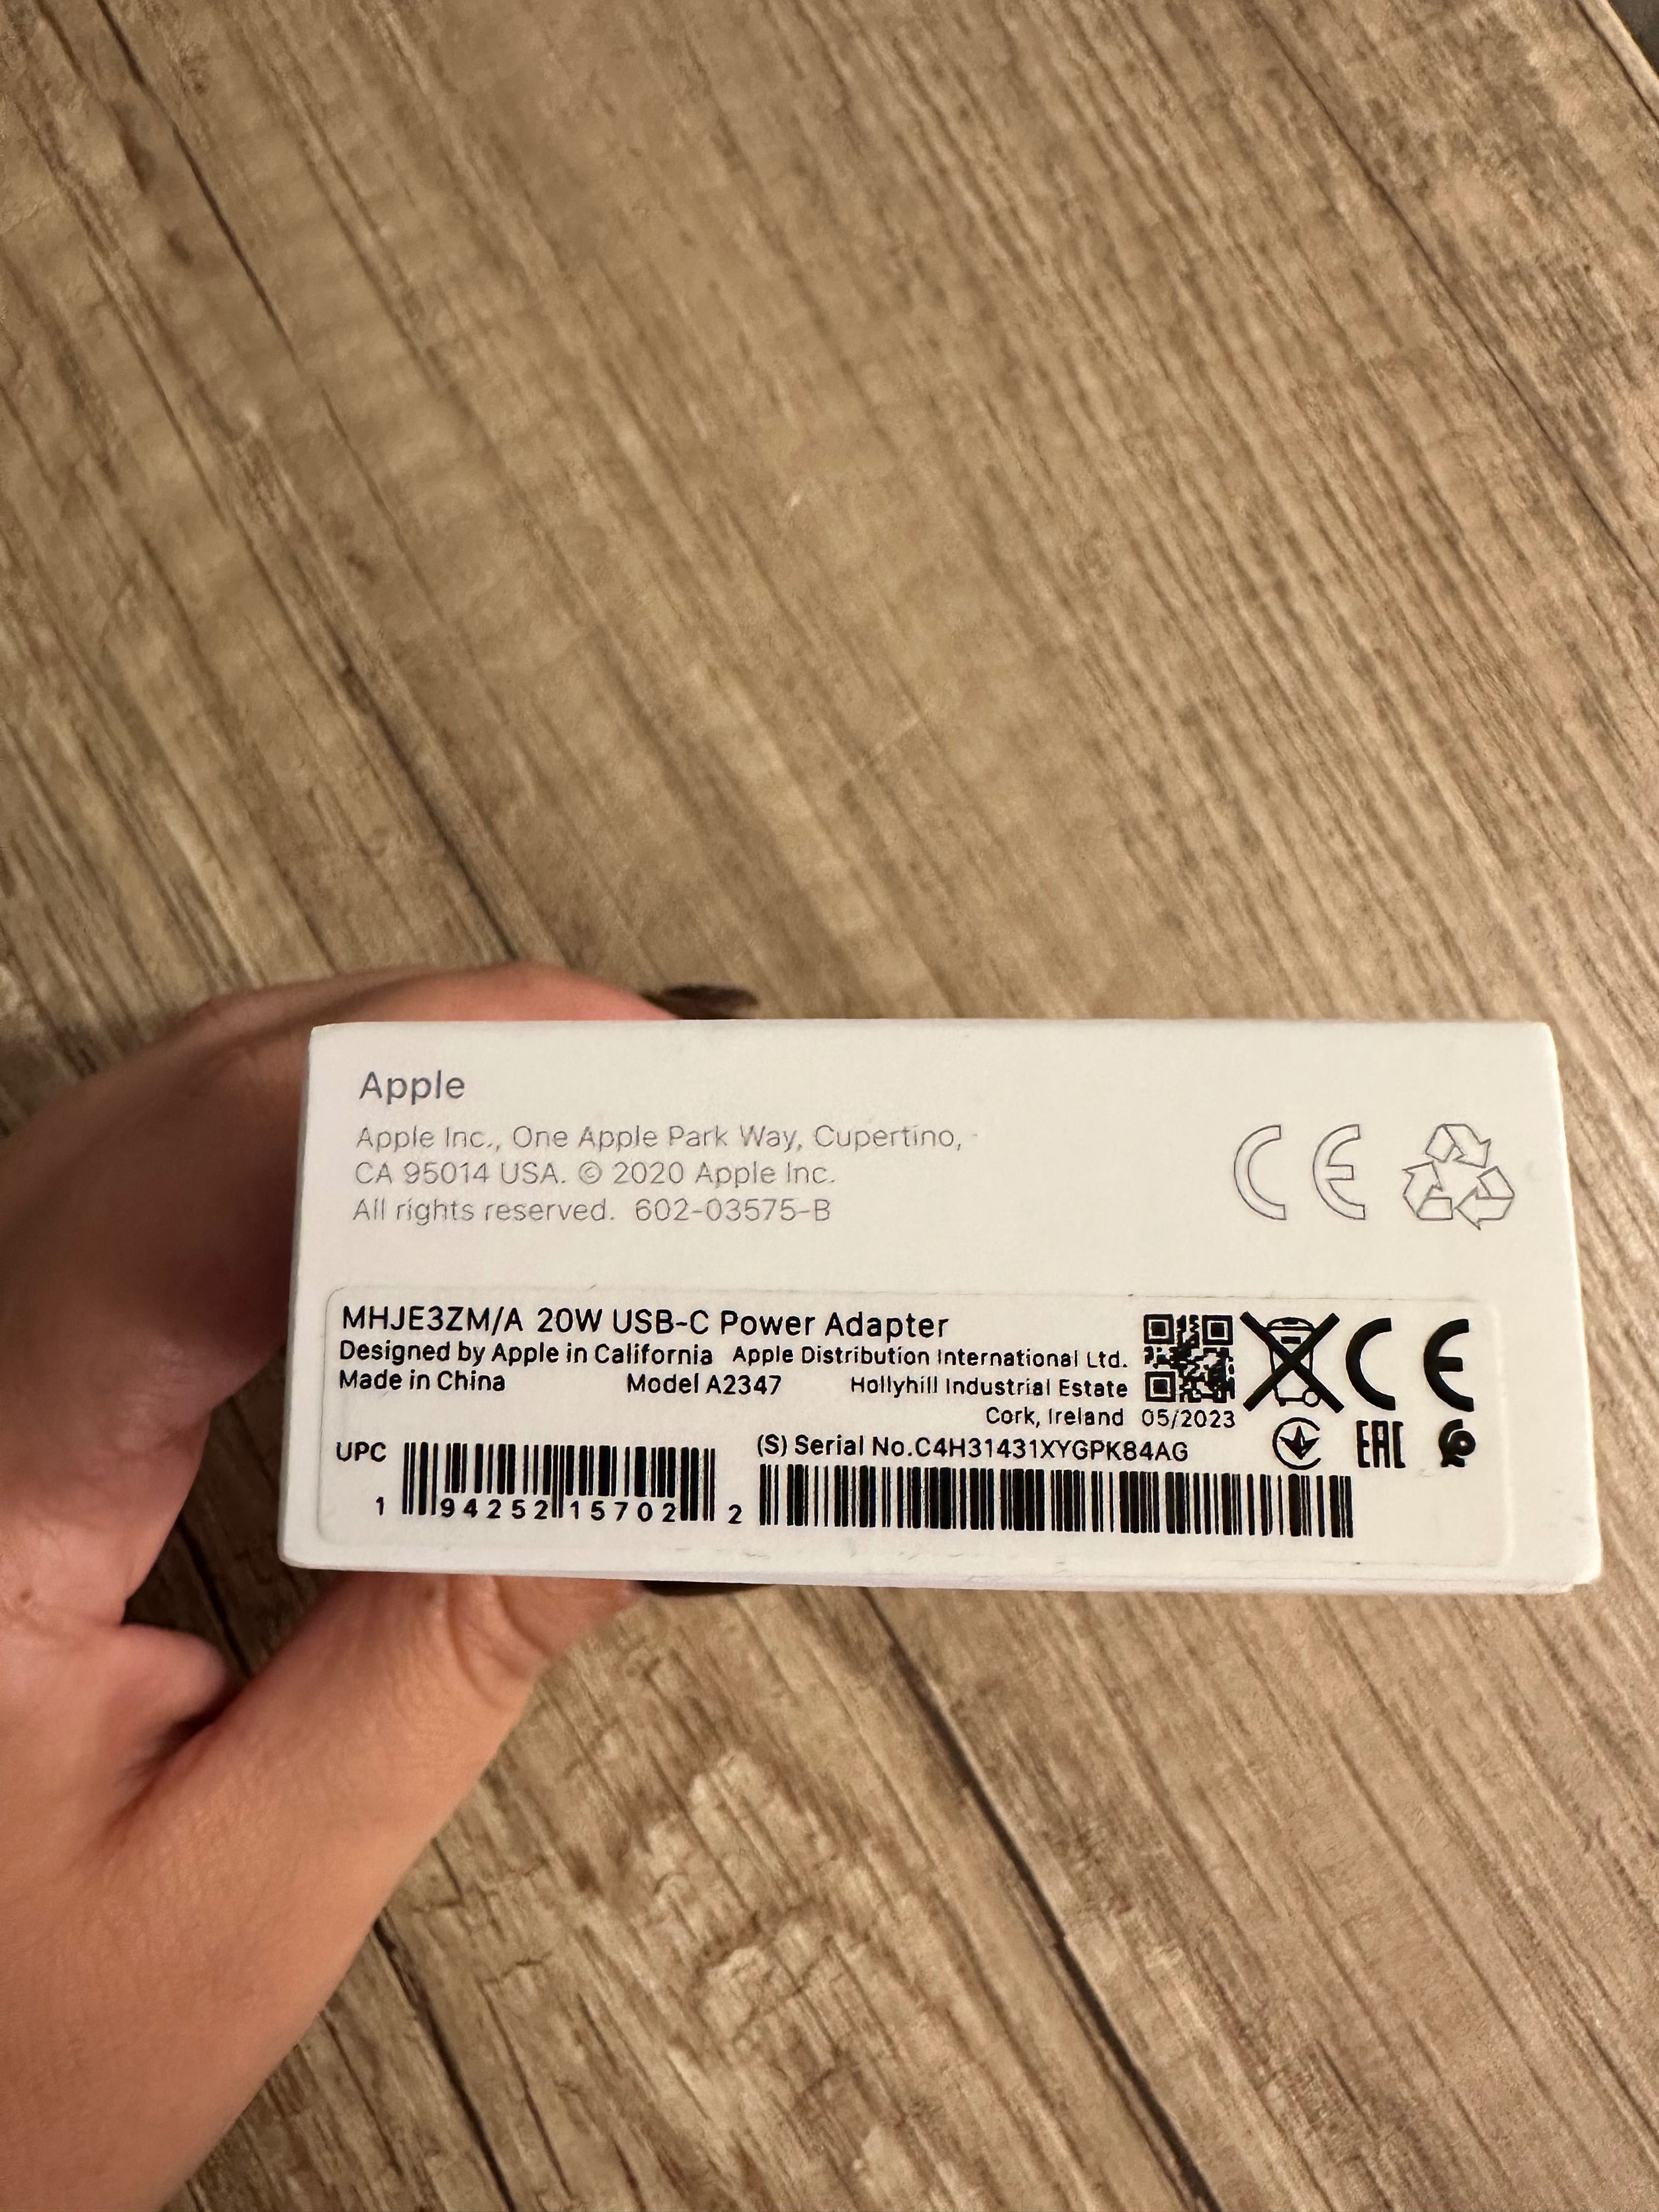 Apple
Apple Inc., One Apple Park Way, Cupertino,
CA 95014 USA. © 2020 Apple Inc.
All rights reserved. 602-03575-B
CE
MHJE3ZM/A 20W USB-C Power Adapter
Designed by Apple in California Apple Distribution International Ltd.
Made in China Model A2347 Hollyhill Industrial Estate
Cork, Ireland 05/2023
CE
EAC
UPC
(S) Serial No.C4H31431XYGPK84AG
1 94252 15702 2